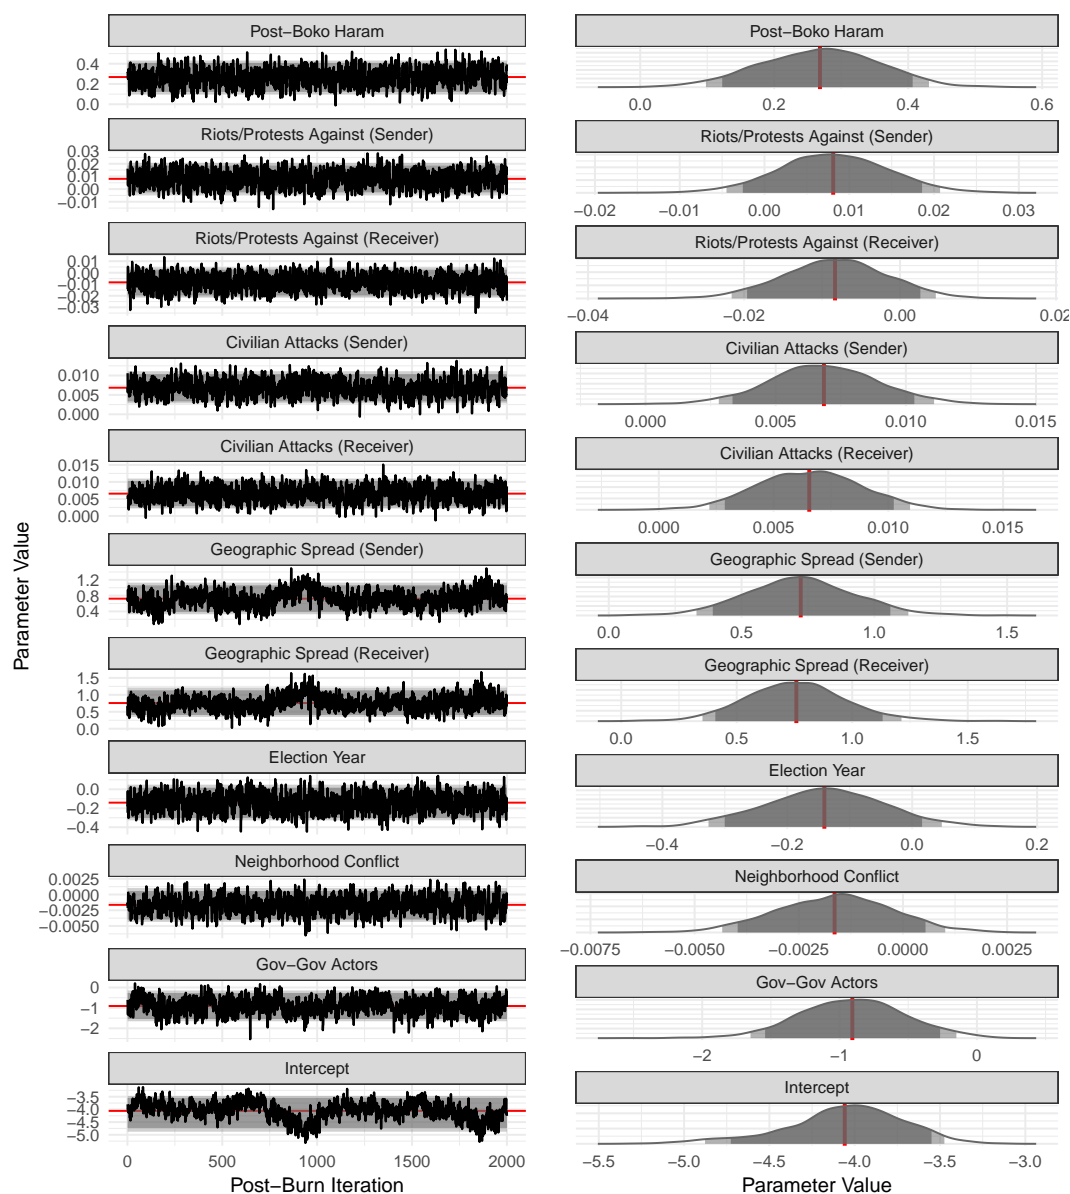 Post−Boko Haram
0.4
0.2
0.0
Riots/Protests Against (Sender)
0.03
0.02
0.01
0.00
−0.01
Riots/Protests Against (Receiver)
0.01
0.00
−0.01
−0.02
−0.03
Civilian Attacks (Sender)
0.010
0.005
0.000
Civilian Attacks (Receiver)
0.015
0.010
0.005
0.000
Geographic Spread (Sender)
1.2
0.8
0.4
Geographic Spread (Receiver)
1.5
1.0
0.5
0.0
Election Year
0.0
−0.2
−0.4
Neighborhood Conflict
0.0025
0.0000
−0.0025
−0.0050
Gov−Gov Actors
0
−1
−2
Intercept
−3.5
−4.0
−4.5
−5.0
0 500 1000 1500 2000
Post−Burn Iteration
Parameter Value
Post−Boko Haram
0.0 0.2 0.4 0.6
Riots/Protests Against (Sender)
−0.02 −0.01 0.00 0.01 0.02 0.03
Riots/Protests Against (Receiver)
−0.04 −0.02 0.00 0.02
Civilian Attacks (Sender)
0.000 0.005 0.010 0.015
Civilian Attacks (Receiver)
0.000 0.005 0.010 0.015
Geographic Spread (Sender)
0.0 0.5 1.0 1.5
Geographic Spread (Receiver)
0.0 0.5 1.0 1.5
Election Year
−0.4 −0.2 0.0 0.2
Neighborhood Conflict
−0.0075 −0.0050 −0.0025 0.0000 0.0025
Gov−Gov Actors
−2 −1 0
Intercept
−5.5 −5.0 −4.5 −4.0 −3.5 −3.0
Parameter Value